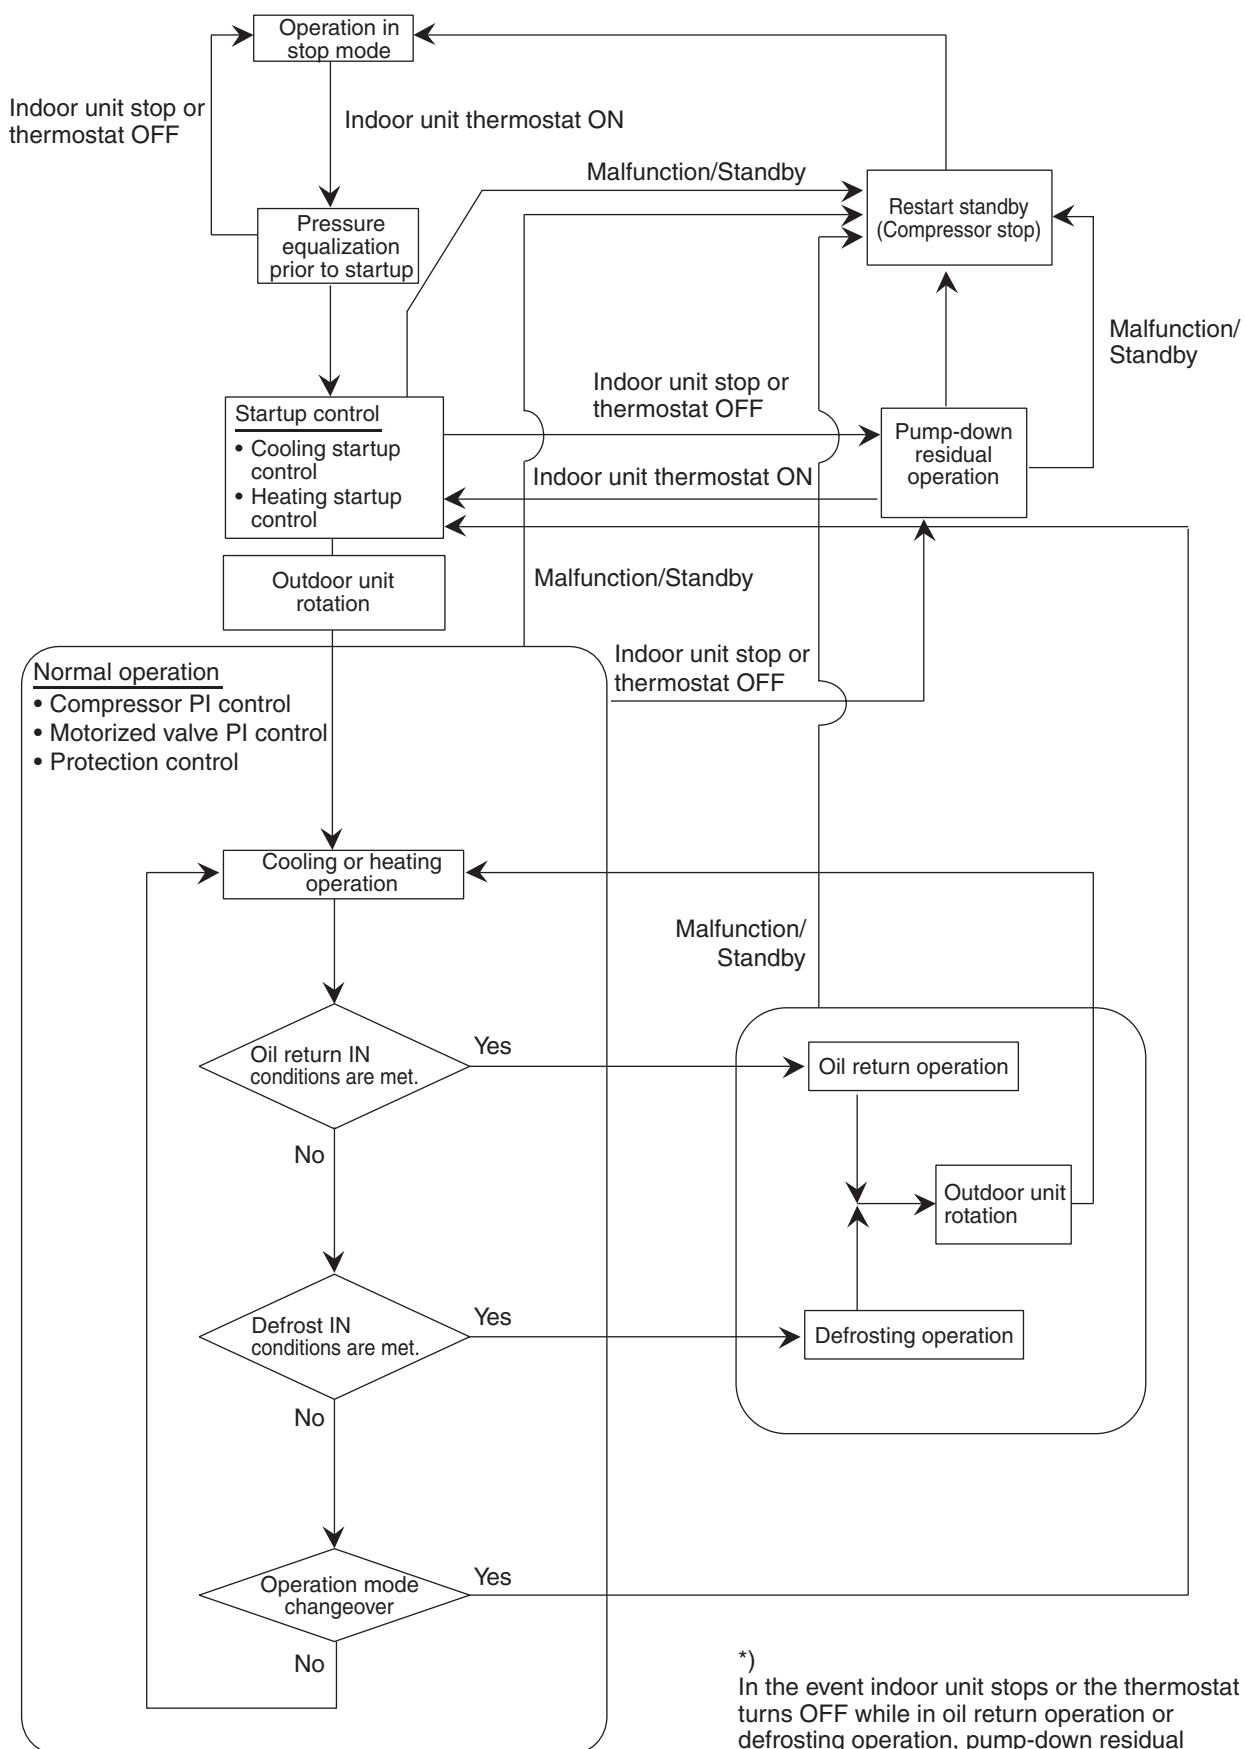 Operation in
stop mode
Indoor unit stop or
thermostat OFF
Indoor unit thermostat ON
Malfunction/Standby
Restart standby
(Compressor stop)
Pressure
equalization
prior to startup
Malfunction/
Standby
Indoor unit stop or
thermostat OFF
Startup control
• Cooling startup
control
• Heating startup
control
Pump-down
residual
operation
Indoor unit thermostat ON
Outdoor unit
rotation
Malfunction/Standby
Indoor unit stop or
thermostat OFF
Normal operation
• Compressor PI control
• Motorized valve PI control
• Protection control
Cooling or heating
operation
Malfunction/
Standby
Oil return IN
conditions are met.
Yes
Oil return operation
No
Outdoor unit
rotation
Defrost IN
conditions are met.
Yes
Defrosting operation
No
Operation mode
changeover
Yes
No
*)
In the event indoor unit stops or the thermostat
turns OFF while in oil return operation or
defrosting operation, pump-down residual